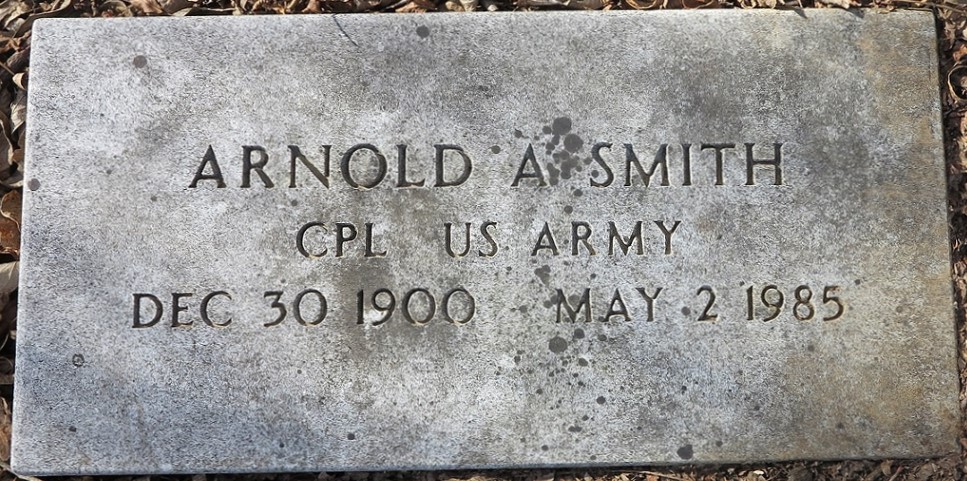 ARNOLD A SMITH
CPL US ARMY
DEC 30 1900 MAY 2 1985